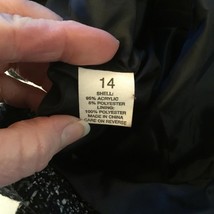 14
SHELL:
95% ACRYLIC
5% POLYESTER
LINING:
100% POLYESTER
MADE IN CHINA
CARE ON REVERSE